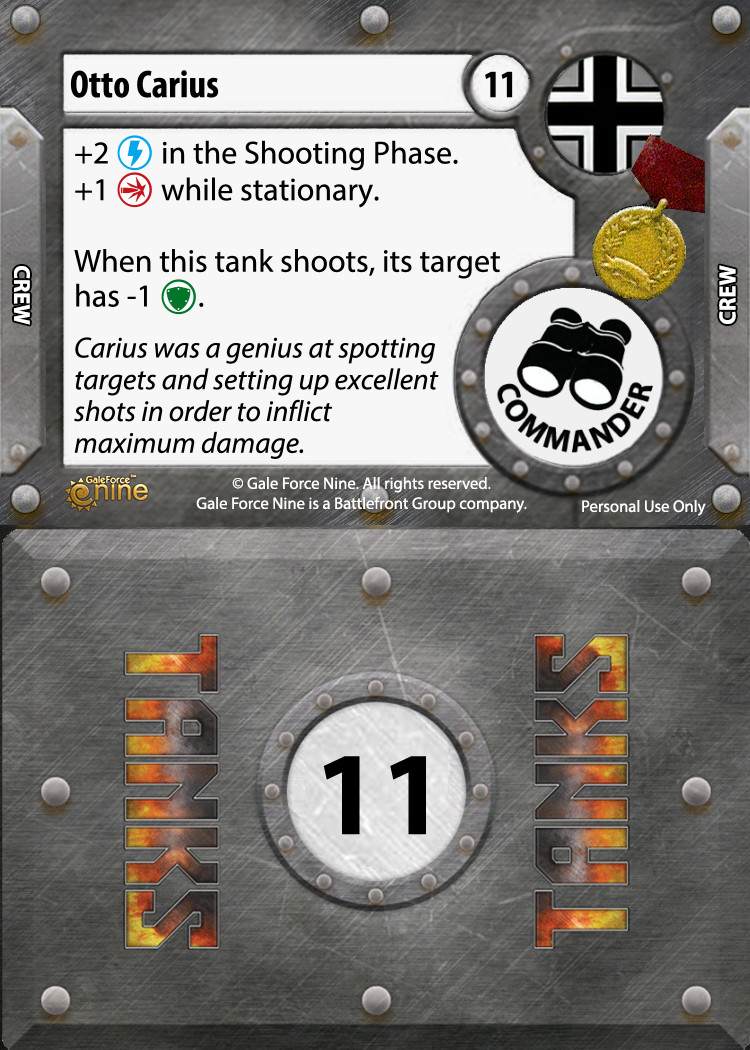 Otto Carius
11
+2 in the Shooting Phase.
+1 while stationary.
When this tank shoots, its target
has -1 .
Carius was a genius at spotting
targets and setting up excellent
shots in order to inflict
maximum damage.
CREW
CREW
COMMANDER
GaleForce™
nine
© Gale Force Nine. All rights reserved.
Gale Force Nine is a Battlefront Group company.
Personal Use Only
TANKS
11
TANKS